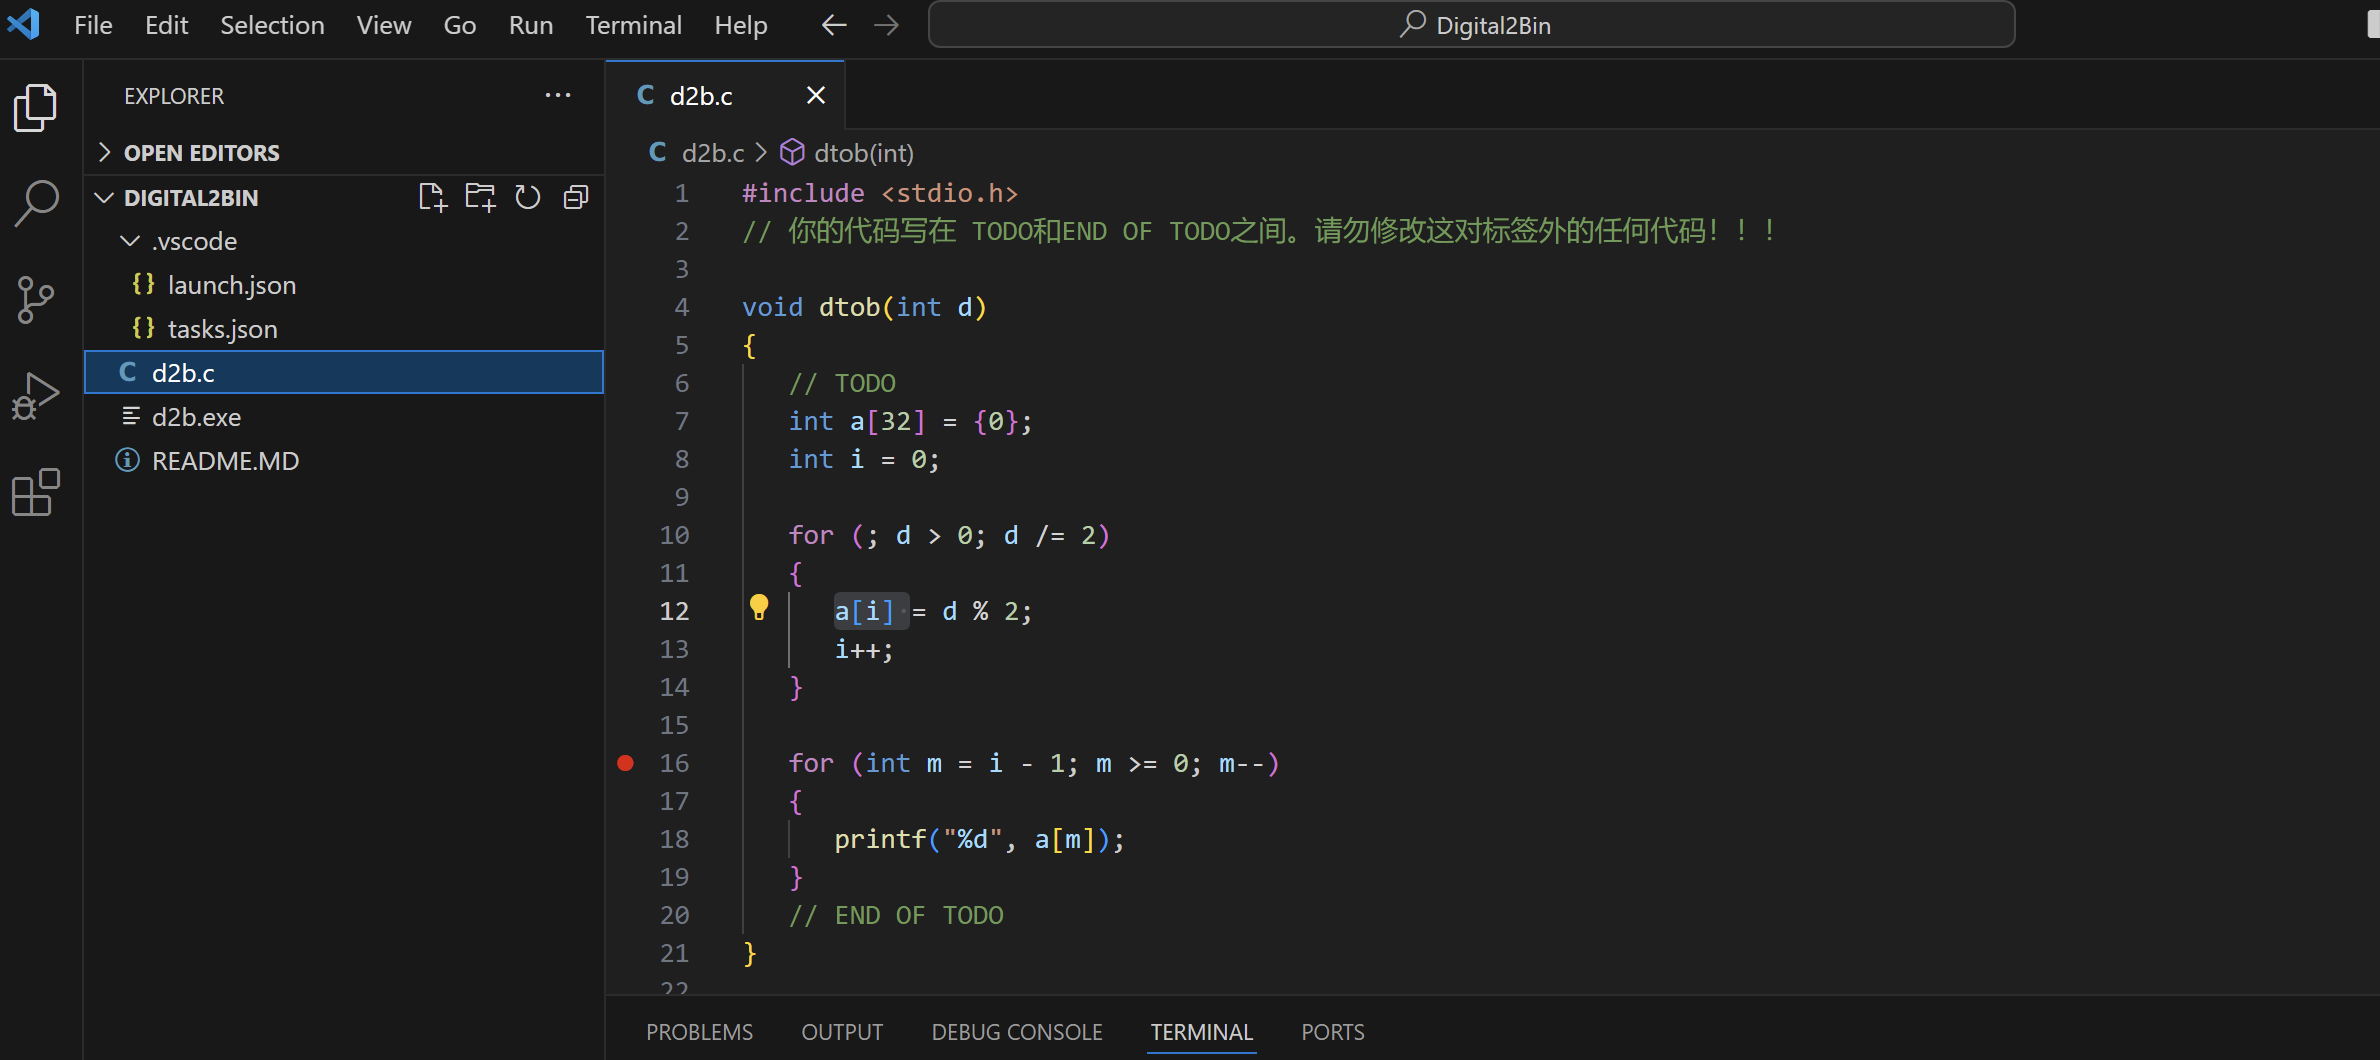 File Edit Selection View Go Run Terminal Help Digital2Bin
EXPLORER
OPEN EDITORS
DIGITAL2BIN
.vscode
{} launch.json
{} tasks.json
C d2b.c
d2b.exe
README.MD
C d2b.c
C d2b.c > dtob(int)
1 #include <stdio.h>
2 // 你的代码写在 TODO和END OF TODO之间。请勿修改这对标签外的任何代码！！！
3
4 void dtob(int d)
5 {
6 // TODO
7 int a[32] = {0};
8 int i = 0;
9
10 for (; d > 0; d /= 2)
11 {
12 a[i] = d % 2;
13 i++;
14 }
15
16 for (int m = i - 1; m >= 0; m--)
17 {
18 printf("%d", a[m]);
19 }
20 // END OF TODO
21 }
22
PROBLEMS OUTPUT DEBUG CONSOLE TERMINAL PORTS